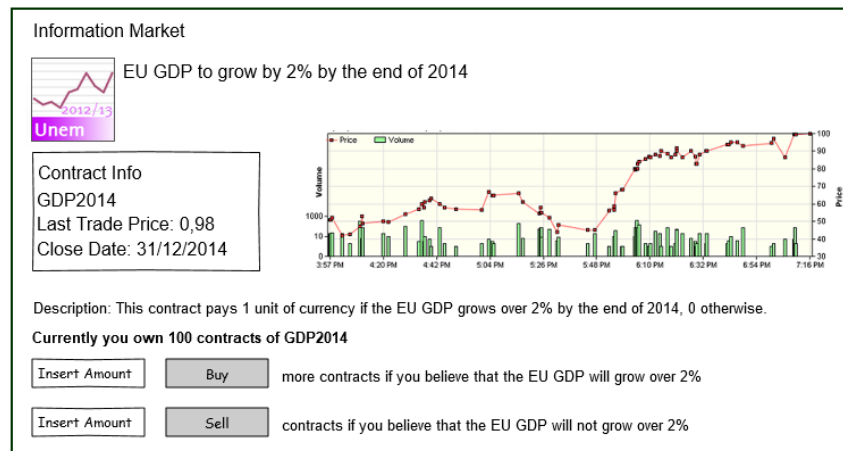 Information Market
EU GDP to grow by 2% by the end of 2014
2012/13
Unem
Contract Info
GDP2014
Last Trade Price: 0,98
Close Date: 31/12/2014
Price
Volume
Volume
1000
10
0
100
90
80
70
60
50
40
30
Price
3:57 PM
4:20 PM
4:42 PM
5:04 PM
5:26 PM
5:48 PM
6:10 PM
6:32 PM
6:54 PM
7:16 PM
Description: This contract pays 1 unit of currency if the EU GDP grows over 2% by the end of 2014, 0 otherwise.
Currently you own 100 contracts of GDP2014
Insert Amount Buy more contracts if you believe that the EU GDP will grow over 2%
Insert Amount Sell contracts if you believe that the EU GDP will not grow over 2%